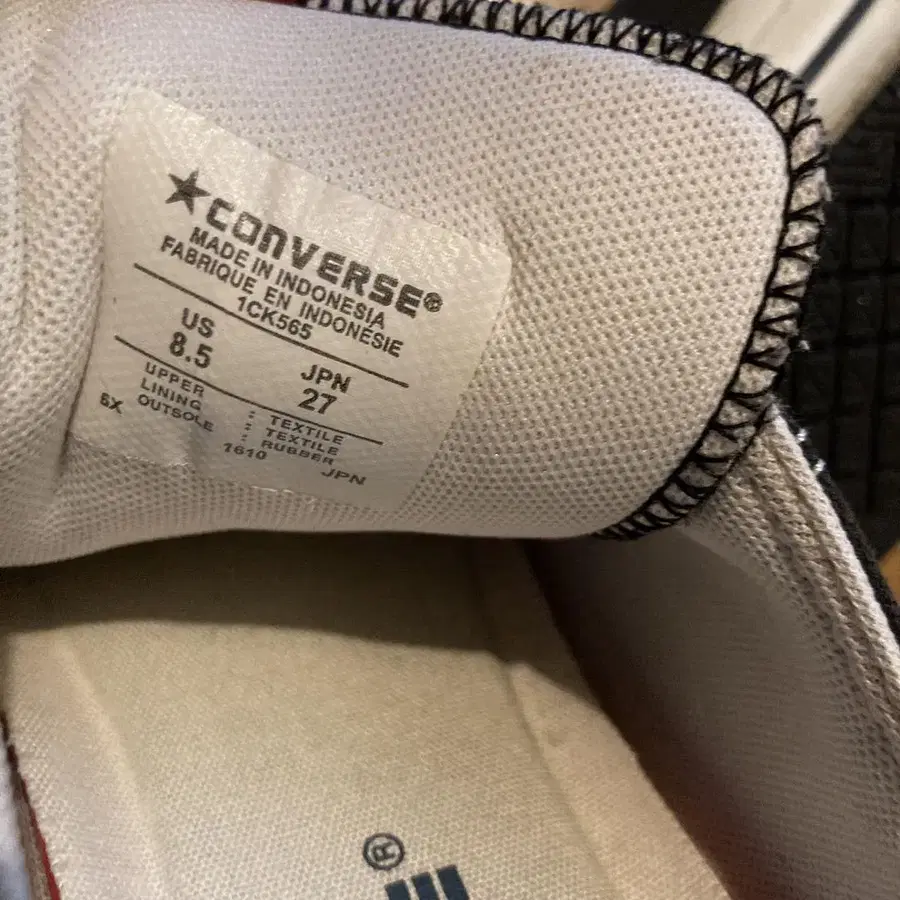 ★CONVERSE®
MADE IN INDONESIA
FABRIQUE EN INDONESIE
1CK565
US JPN
8.5 27
UPPER : TEXTILE
LINING : TEXTILE
OUTSOLE : RUBBER
6X 1610 JPN
®